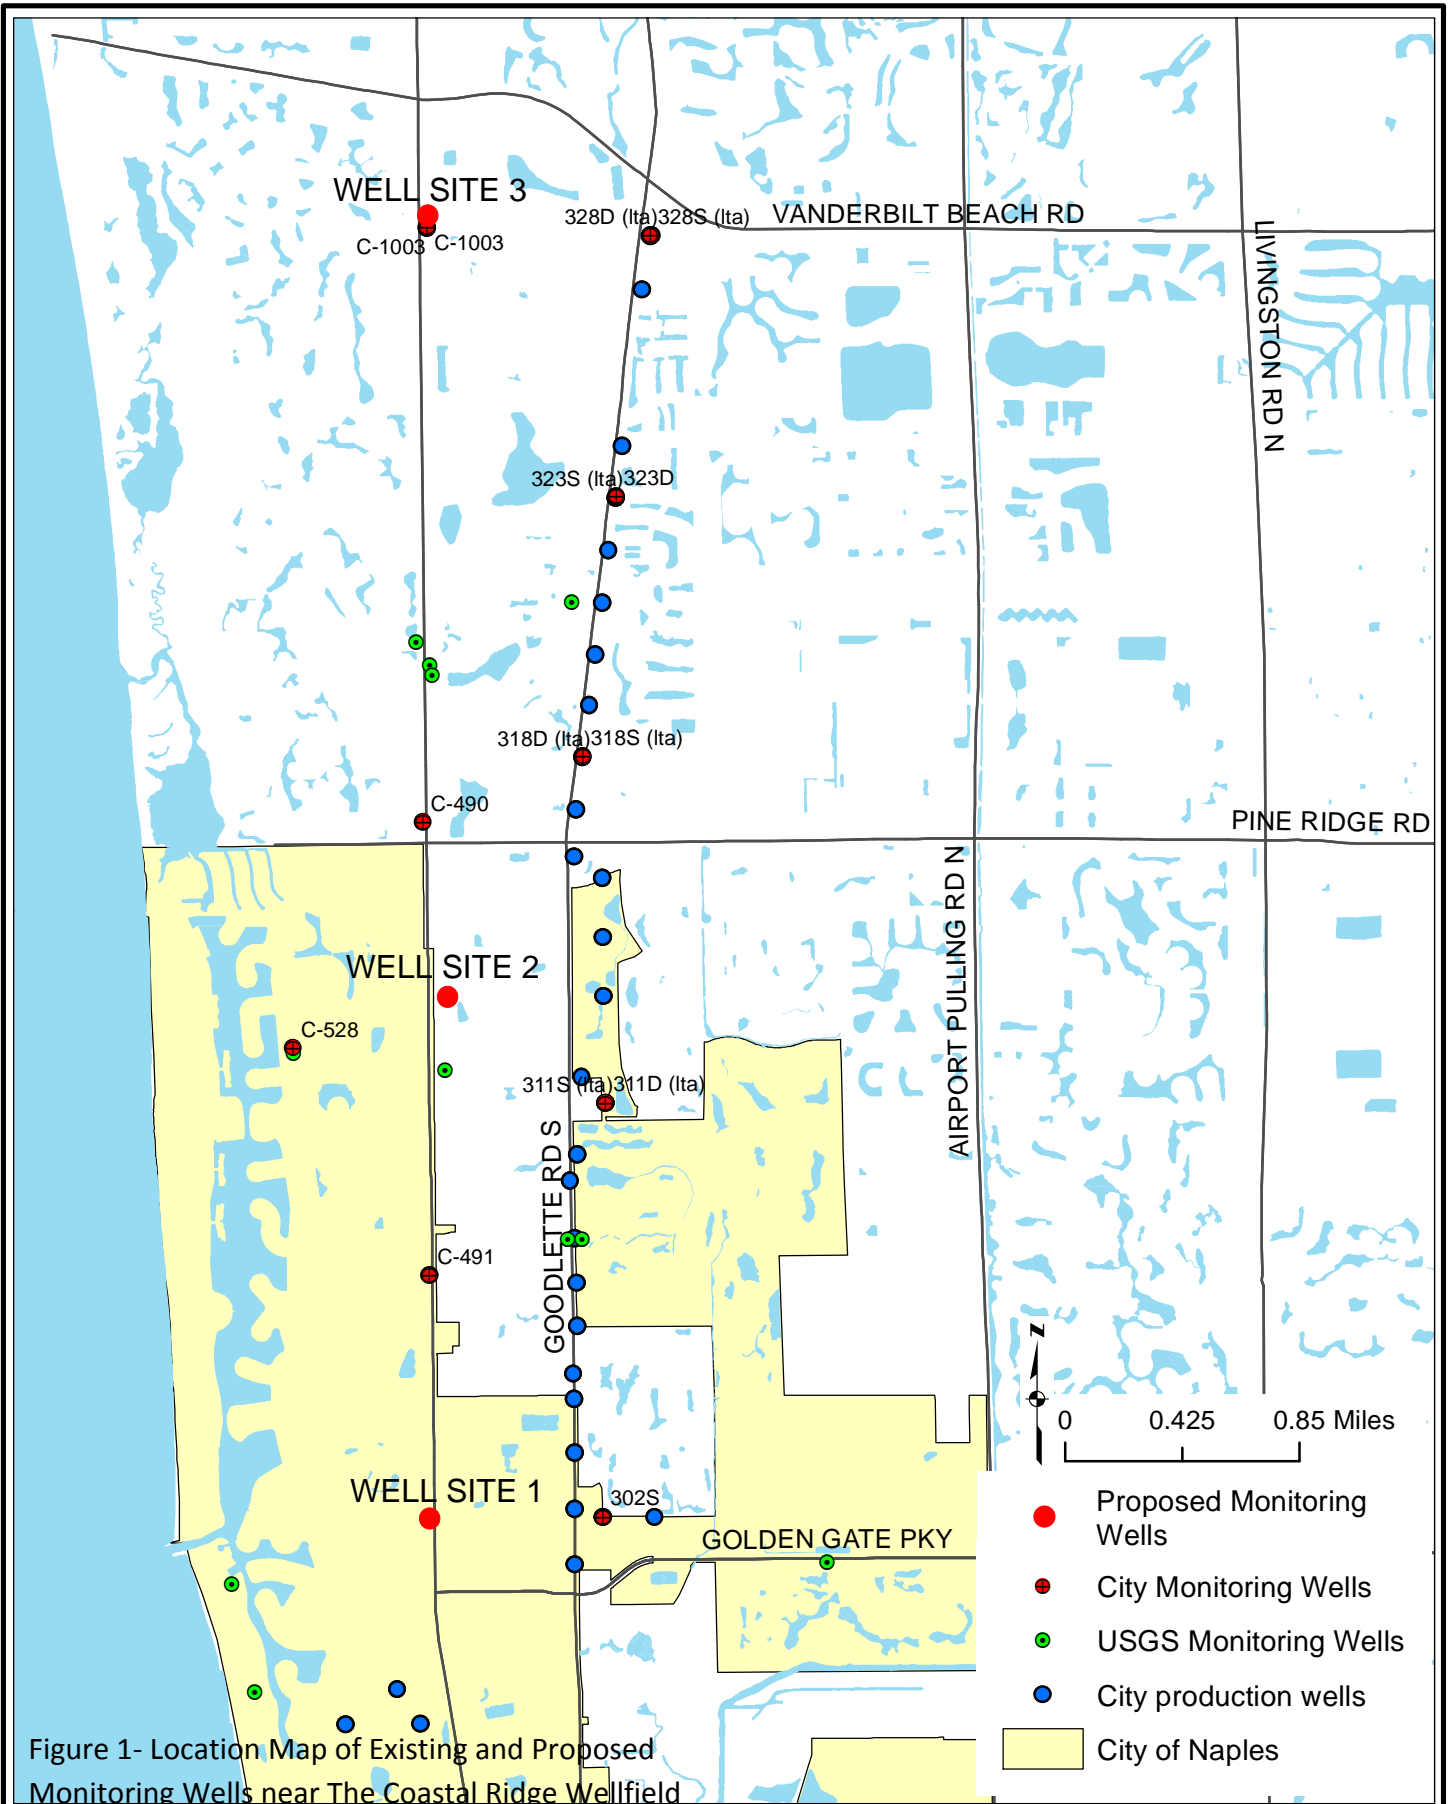 WELL SITE 3
328D (lta)328S (lta)
VANDERBILT BEACH RD
C-1003
C-1003
LIVINGSTON RD N
323S (lta)323D
318D (lta)318S (lta)
C-490
PINE RIDGE RD
AIRPORT PULLING RD N
WELL SITE 2
C-528
311S (lta)311D (lta)
GOODLETTE RD S
C-491
N
0 0.425 0.85 Miles
WELL SITE 1
302S
GOLDEN GATE PKY
Proposed Monitoring
Wells
City Monitoring Wells
USGS Monitoring Wells
City production wells
City of Naples
Figure 1- Location Map of Existing and Proposed
Monitoring Wells near The Coastal Ridge Wellfield